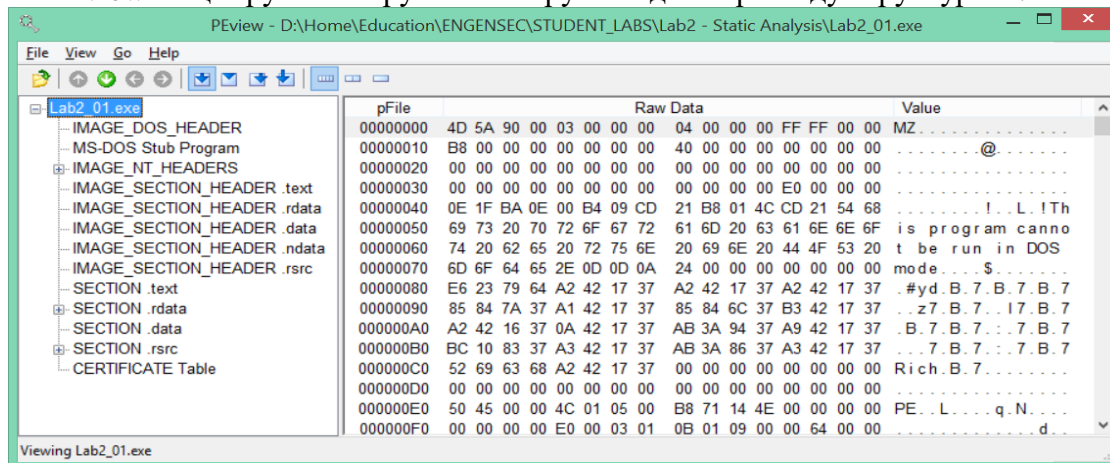 PEview - D:\Home\Education\ENGENSEC\STUDENT_LABS\Lab2 - Static Analysis\Lab2_01.exe
File View Go Help
Lab2_01.exe
IMAGE_DOS_HEADER
MS-DOS Stub Program
IMAGE_NT_HEADERS
IMAGE_SECTION_HEADER .text
IMAGE_SECTION_HEADER .rdata
IMAGE_SECTION_HEADER .data
IMAGE_SECTION_HEADER .ndata
IMAGE_SECTION_HEADER .rsrc
SECTION .text
SECTION .rdata
SECTION .data
SECTION .rsrc
CERTIFICATE Table
pFile Raw Data Value
00000000 4D 5A 90 00 03 00 00 00 04 00 00 00 FF FF 00 00 MZ..............
00000010 B8 00 00 00 00 00 00 00 40 00 00 00 00 00 00 00 ........@.......
00000020 00 00 00 00 00 00 00 00 00 00 00 00 00 00 00 00 ................
00000030 00 00 00 00 00 00 00 00 00 00 00 00 E0 00 00 00 ................
00000040 0E 1F BA 0E 00 B4 09 CD 21 B8 01 4C CD 21 54 68 ........!..L.!Th
00000050 69 73 20 70 72 6F 67 72 61 6D 20 63 61 6E 6E 6F is program canno
00000060 74 20 62 65 20 72 75 6E 20 69 6E 20 44 4F 53 20 t be run in DOS
00000070 6D 6F 64 65 2E 0D 0D 0A 24 00 00 00 00 00 00 00 mode....$.......
00000080 E6 23 79 64 A2 42 17 37 A2 42 17 37 A2 42 17 37 .#yd.B.7.B.7.B.7
00000090 85 84 7A 37 A1 42 17 37 85 84 6C 37 B3 42 17 37 ..z7.B.7..l7.B.7
000000A0 A2 42 16 37 0A 42 17 37 AB 3A 94 37 A9 42 17 37 .B.7.B.7.:.7.B.7
000000B0 BC 10 83 37 A3 42 17 37 AB 3A 86 37 A3 42 17 37 ...7.B.7.:.7.B.7
000000C0 52 69 63 68 A2 42 17 37 00 00 00 00 00 00 00 00 Rich.B.7........
000000D0 00 00 00 00 00 00 00 00 00 00 00 00 00 00 00 00 ................
000000E0 50 45 00 00 4C 01 05 00 B8 71 14 4E 00 00 00 00 PE..L....q.N....
000000F0 00 00 00 00 E0 00 03 01 0B 01 09 00 00 64 00 00 .............d..
Viewing Lab2_01.exe